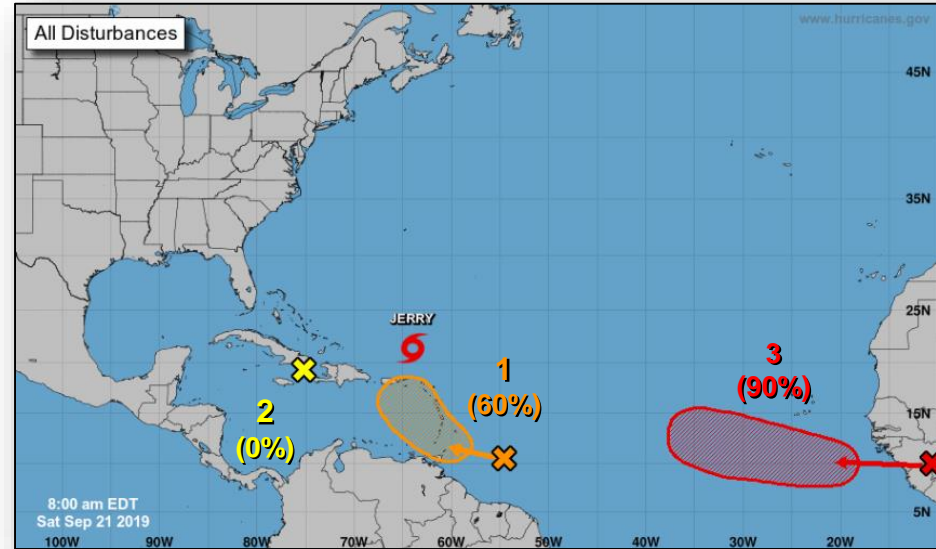 All Disturbances
www.hurricanes.gov
45N
35N
25N
JERRY
3
(90%)
1
(60%)
2
(0%)
15N
5N
8:00 am EDT
Sat Sep 21 2019
100W 90W 80W 70W 60W 50W 40W 30W 20W